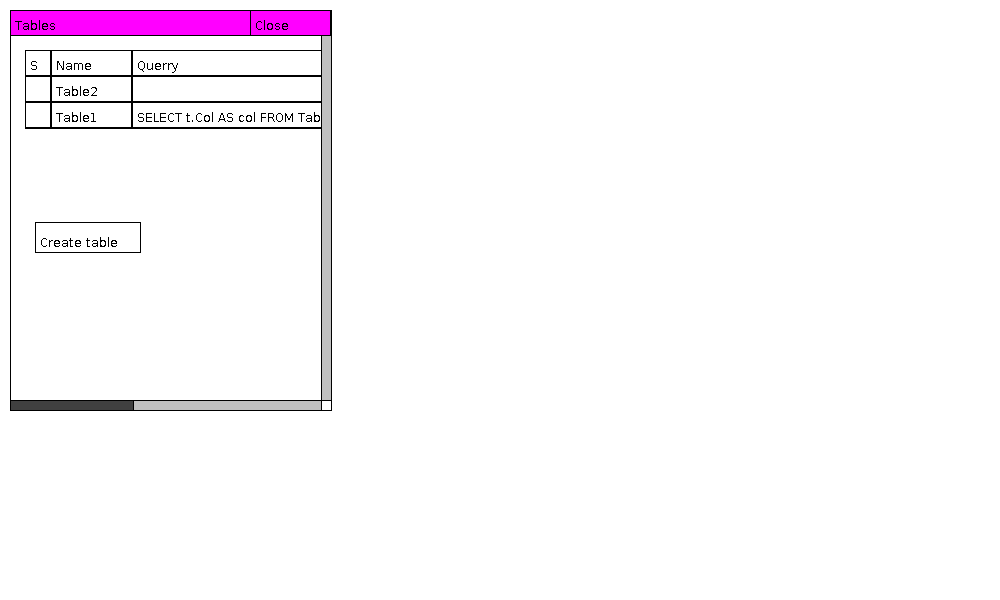 Tables Close
S Name Querry
Table2
Table1 SELECT t.Col AS col FROM Tab
Create table